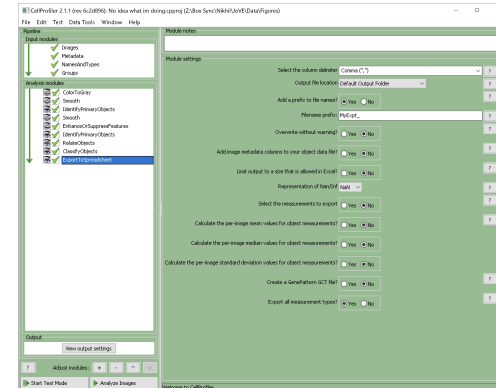 CellProfiler 2.1.1 (rev 6c2d896): No idea what im doing.cpproj (Z:\Box Sync\Nikhil\JoVE\Data\Figures)
File Edit Test Data Tools Window Help
Pipeline
Input modules
Images
Metadata
NamesAndTypes
Groups
Analysis modules
ColorToGray
Smooth
IdentifyPrimaryObjects
Smooth
EnhanceOrSuppressFeatures
IdentifyPrimaryObjects
RelateObjects
ClassifyObjects
ExportToSpreadsheet
Output
View output settings
? Adjust modules: + - ^ v
Start Test Mode Analyze Images
Module notes
Module settings
Select the column delimiter Comma (",") ?
Output file location Default Output Folder ?
Add a prefix to file names? Yes No ?
Filename prefix: MyExpt_ ?
Overwrite without warning? Yes No ?
Add image metadata columns to your object data file? Yes No ?
Limit output to a size that is allowed in Excel? Yes No ?
Representation of Nan/Inf NaN ?
Select the measurements to export Yes No ?
Calculate the per-image mean values for object measurements? Yes No ?
Calculate the per-image median values for object measurements? Yes No
Calculate the per-image standard deviation values for object measurements? Yes No
Create a GenePattern GCT file? Yes No ?
Export all measurement types? Yes No ?
Welcome to CellProfiler